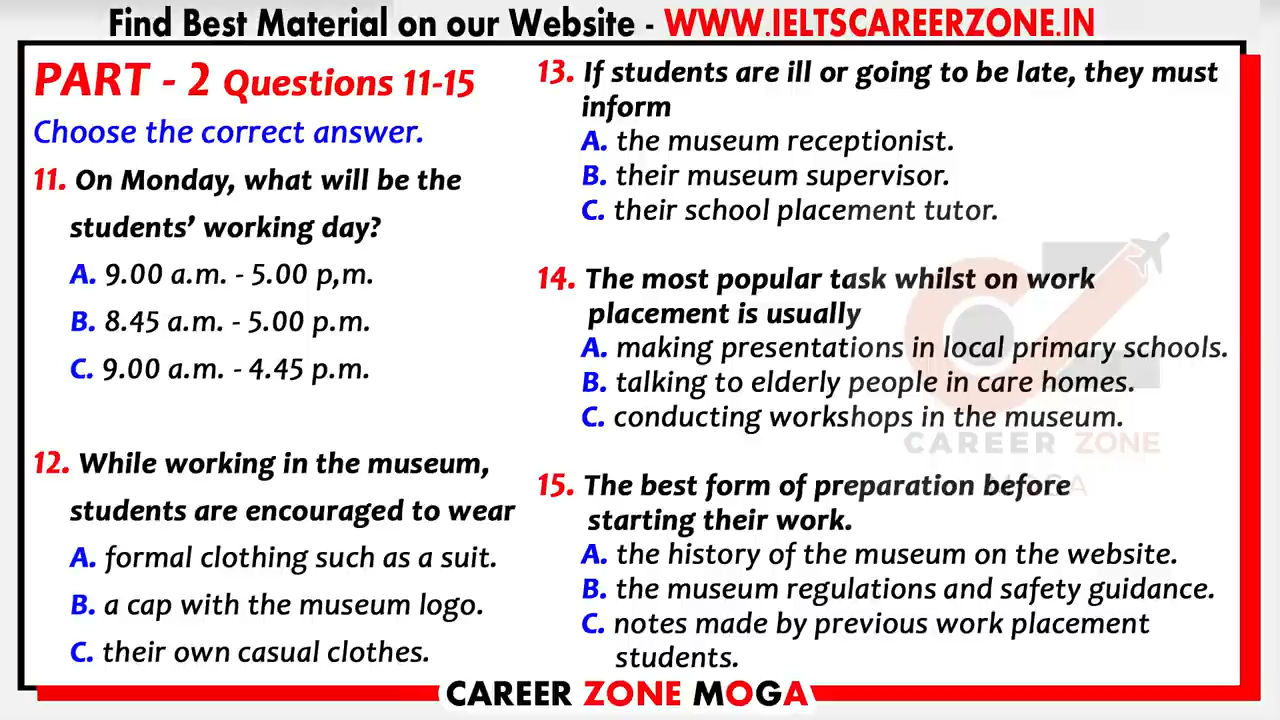 Find Best Material on our Website - WWW.IELTSCAREERZONE.IN
PART - 2 Questions 11-15
Choose the correct answer.
11. On Monday, what will be the
students' working day?
A. 9.00 a.m. - 5.00 p,m.
B. 8.45 a.m. - 5.00 p.m.
C. 9.00 a.m. - 4.45 p.m.
12. While working in the museum,
students are encouraged to wear
A. formal clothing such as a suit.
B. a cap with the museum logo.
C. their own casual clothes.
13. If students are ill or going to be late, they must
inform
A. the museum receptionist.
B. their museum supervisor.
C. their school placement tutor.
14. The most popular task whilst on work
placement is usually
A. making presentations in local primary schools.
B. talking to elderly people in care homes.
C. conducting workshops in the museum.
CAREER ZONE
MOGA
15. The best form of preparation before
starting their work.
A. the history of the museum on the website.
B. the museum regulations and safety guidance.
C. notes made by previous work placement
students.
CAREER ZONE MOGA